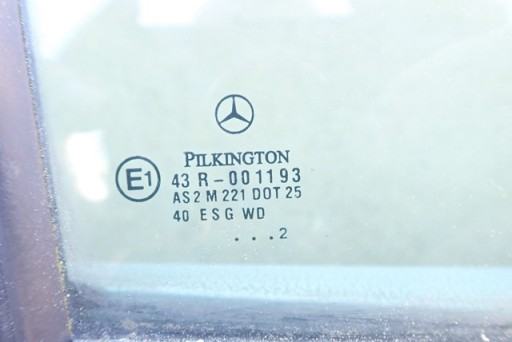 PILKINGTON
E1 43 R-001193
AS2 M 221 DOT 25
40 ESG WD
...2